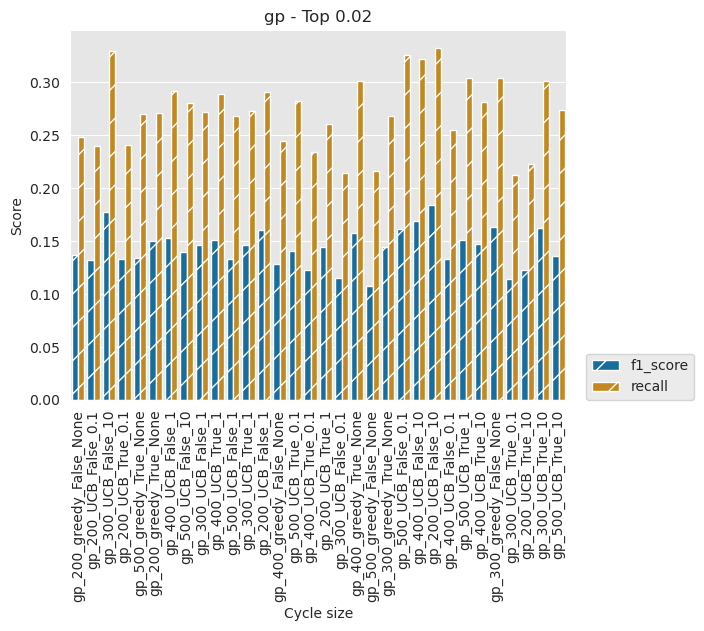 gp - Top 0.02
Score
0.30
0.25
0.20
0.15
0.10
0.05
0.00
f1_score
recall
gp_200_greedy_False_None
gp_200_UCB_False_0.1
gp_300_UCB_False_10
gp_200_UCB_True_0.1
gp_500_greedy_True_None
gp_200_greedy_True_None
gp_400_UCB_False_1
gp_500_UCB_False_10
gp_300_UCB_False_1
gp_400_UCB_True_1
gp_500_UCB_False_1
gp_300_UCB_True_1
gp_200_UCB_False_1
gp_400_greedy_False_None
gp_500_UCB_True_0.1
gp_400_UCB_True_0.1
gp_200_UCB_True_1
gp_300_UCB_False_0.1
gp_400_greedy_True_None
gp_500_greedy_False_None
gp_300_greedy_True_None
gp_500_UCB_False_0.1
gp_400_UCB_False_10
gp_200_UCB_False_10
gp_400_UCB_False_0.1
gp_500_UCB_True_1
gp_400_UCB_True_10
gp_300_greedy_False_None
gp_300_UCB_True_0.1
gp_200_UCB_True_10
gp_300_UCB_True_10
gp_500_UCB_True_10
Cycle size